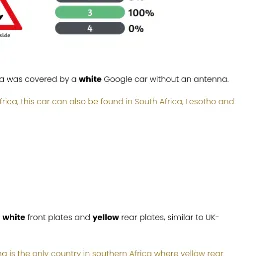 3 100%
4 0%
side
a was covered by a white Google car without an antenna.
frica, this car can also be found in South Africa, Lesotho and
white front plates and yellow rear plates, similar to UK-
na is the only country in southern Africa where yellow rear